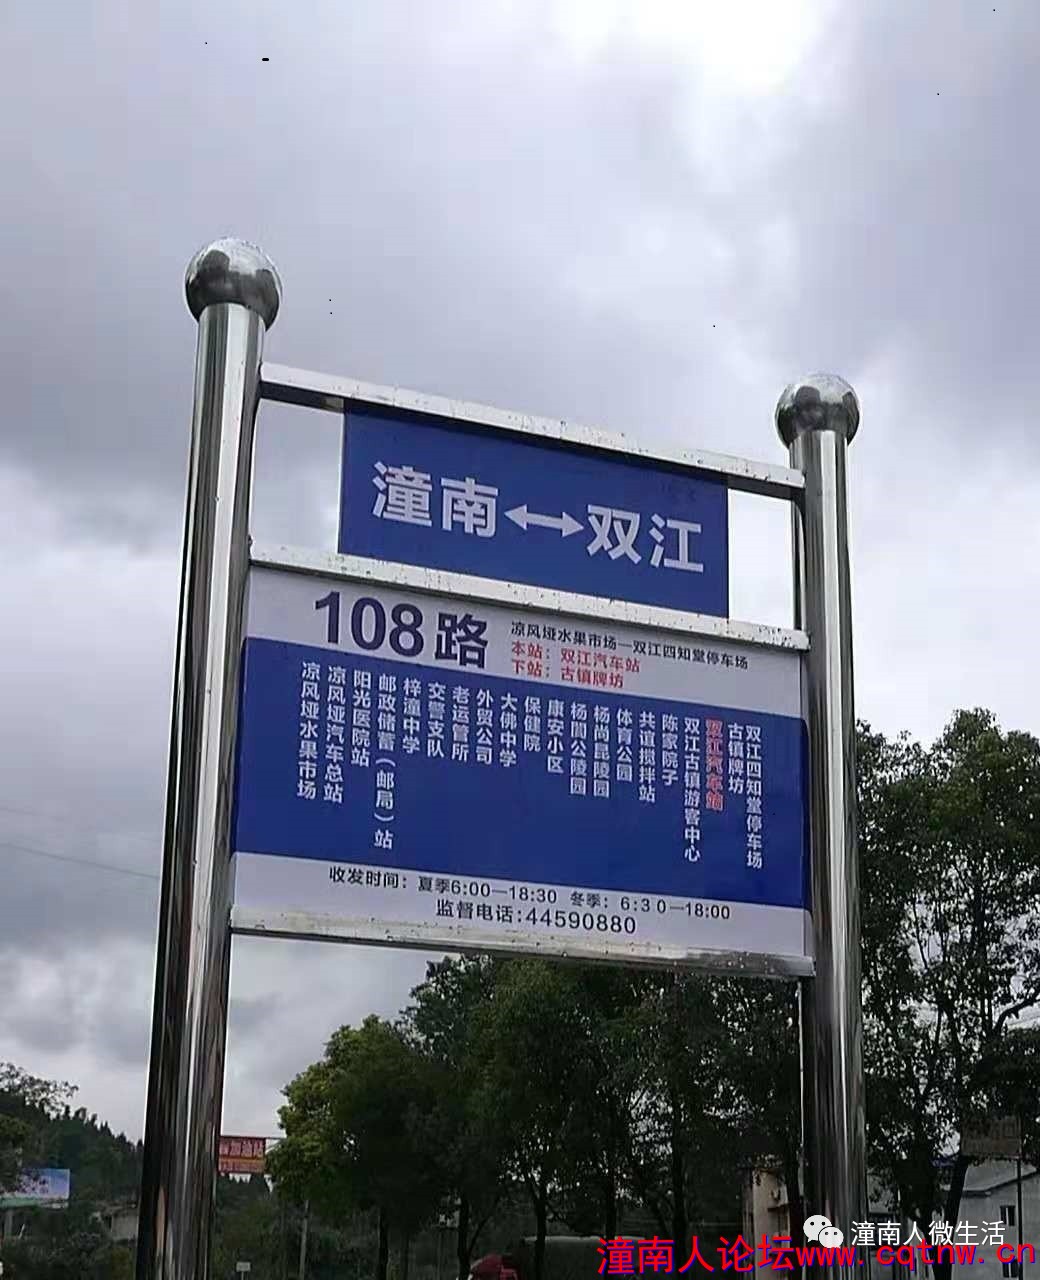 潼南←→双江
108路
凉风垭水果市场—双江四知堂停车场
本站：双江汽车站
下站：古镇牌坊
凉风垭水果市场
凉风垭汽车总站
阳光医院站
邮政储蓄（邮局）站
梓潼中学
交警支队
老运管所
外贸公司
大佛中学
保健院
康安小区
杨闇公陵园
杨尚昆陵园
体育公园
共谊搅拌站
陈家院子
双江古镇游客中心
双江汽车站
古镇牌坊
双江四知堂停车场
收发时间：夏季6:00—18:30 冬季：6:30—18:00
监督电话:44590880
潼南人微生活
潼南人论坛www.cqtnw.cn